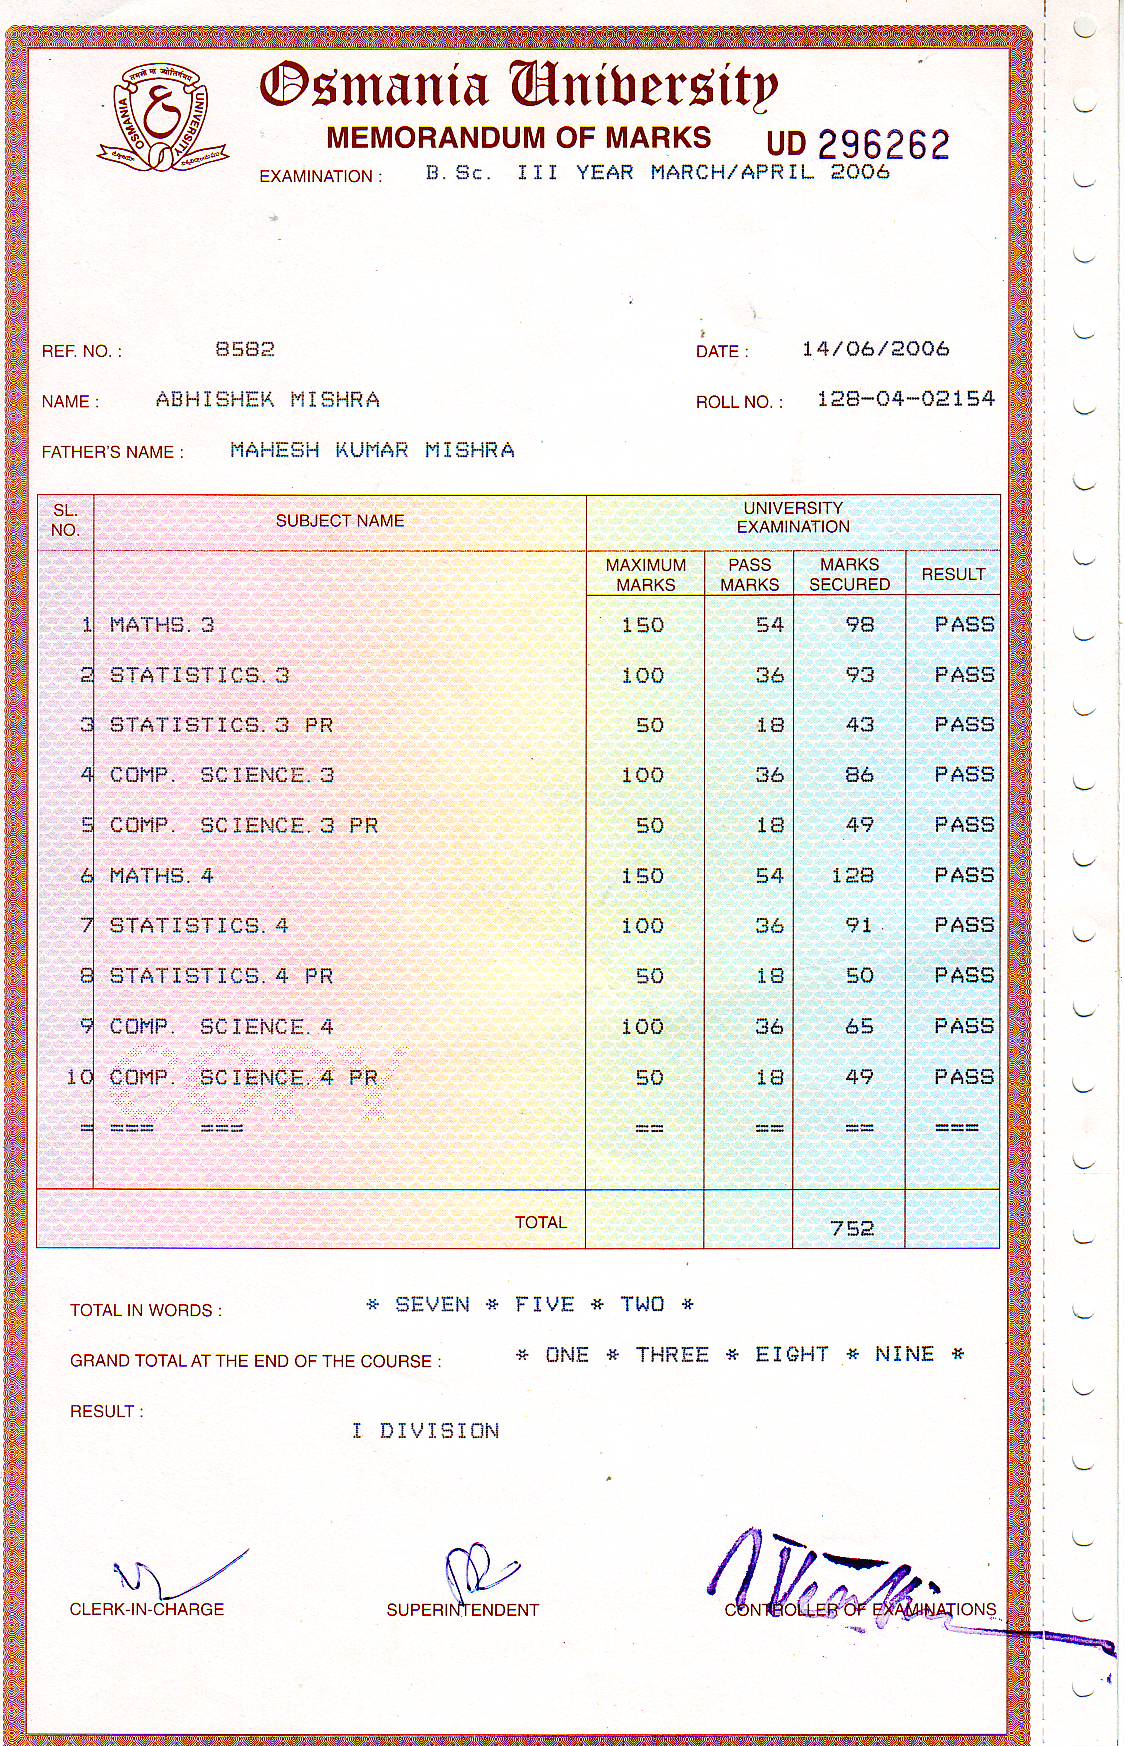 Osmania University
OSMANIA UNIVERSITY
MEMORANDUM OF MARKS UD 296262
EXAMINATION : B.Sc. III YEAR MARCH/APRIL 2006
REF. NO. : 8582 DATE : 14/06/2006
NAME : ABHISHEK MISHRA ROLL NO. : 128-04-02154
FATHER'S NAME : MAHESH KUMAR MISHRA
SL. NO. SUBJECT NAME UNIVERSITY EXAMINATION
MAXIMUM MARKS PASS MARKS MARKS SECURED RESULT
1 MATHS.3 150 54 98 PASS
2 STATISTICS.3 100 36 93 PASS
3 STATISTICS.3 PR 50 18 43 PASS
4 COMP. SCIENCE.3 100 36 86 PASS
5 COMP. SCIENCE.3 PR 50 18 49 PASS
6 MATHS.4 150 54 128 PASS
7 STATISTICS.4 100 36 91 PASS
8 STATISTICS.4 PR 50 18 50 PASS
9 COMP. SCIENCE.4 100 36 65 PASS
10 COMP. SCIENCE.4 PR 50 18 49 PASS
COPY
= === === == == == ===
TOTAL 752
TOTAL IN WORDS : * SEVEN * FIVE * TWO *
GRAND TOTAL AT THE END OF THE COURSE : * ONE * THREE * EIGHT * NINE *
RESULT : I DIVISION
CLERK-IN-CHARGE SUPERINTENDENT CONTROLLER OF EXAMINATIONS